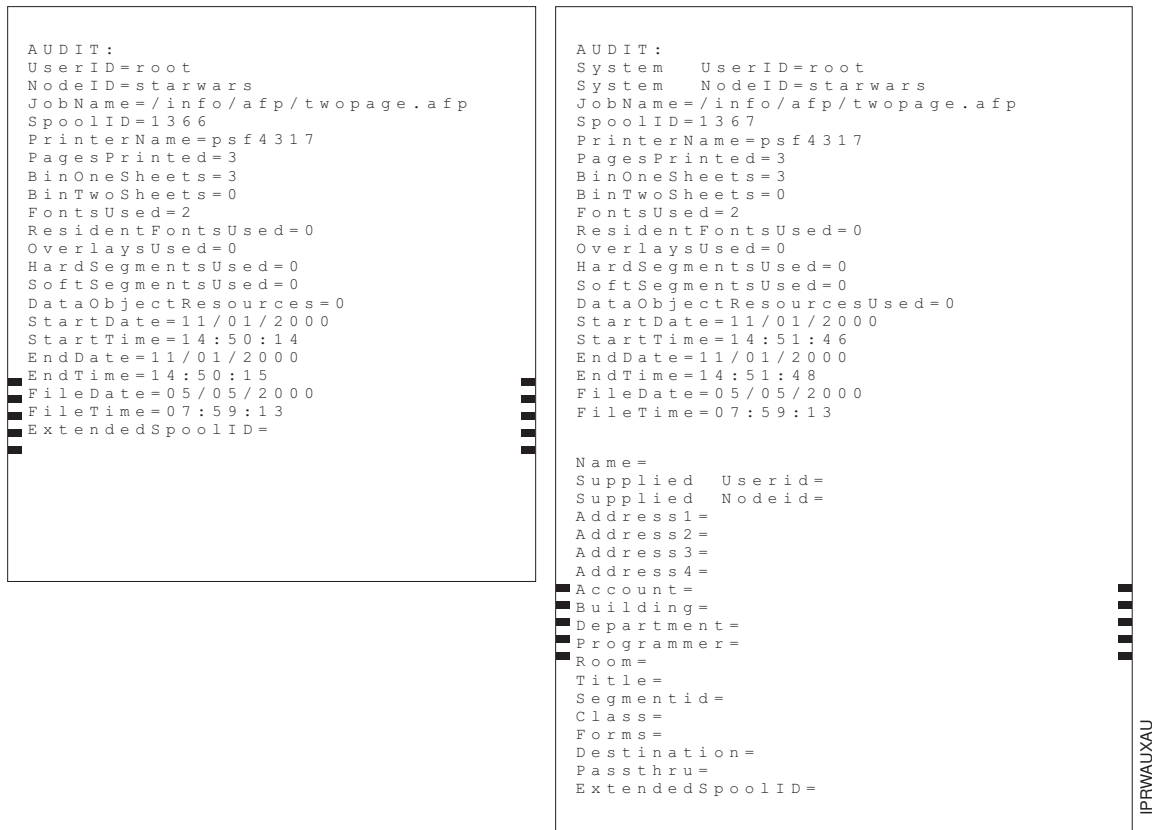 AUDIT:
UserID=root
NodeID=starwars
JobName=/info/afp/twopage.afp
SpoolID=1366
PrinterName=psf4317
PagesPrinted=3
BinOneSheets=3
BinTwoSheets=0
FontsUsed=2
ResidentFontsUsed=0
OverlaysUsed=0
HardSegmentsUsed=0
SoftSegmentsUsed=0
DataObjectResources=0
StartDate=11/01/2000
StartTime=14:50:14
EndDate=11/01/2000
EndTime=14:50:15
FileDate=05/05/2000
FileTime=07:59:13
ExtendedSpoolID=
AUDIT:
System UserID=root
System NodeID=starwars
JobName=/info/afp/twopage.afp
SpoolID=1367
PrinterName=psf4317
PagesPrinted=3
BinOneSheets=3
BinTwoSheets=0
FontsUsed=2
ResidentFontsUsed=0
OverlaysUsed=0
HardSegmentsUsed=0
SoftSegmentsUsed=0
DataObjectResourcesUsed=0
StartDate=11/01/2000
StartTime=14:51:46
EndDate=11/01/2000
EndTime=14:51:48
FileDate=05/05/2000
FileTime=07:59:13
Name=
Supplied Userid=
Supplied Nodeid=
Address1=
Address2=
Address3=
Address4=
Account=
Building=
Department=
Programmer=
Room=
Title=
Segmentid=
Class=
Forms=
Destination=
Passthru=
ExtendedSpoolID=
IPRWAUXAU